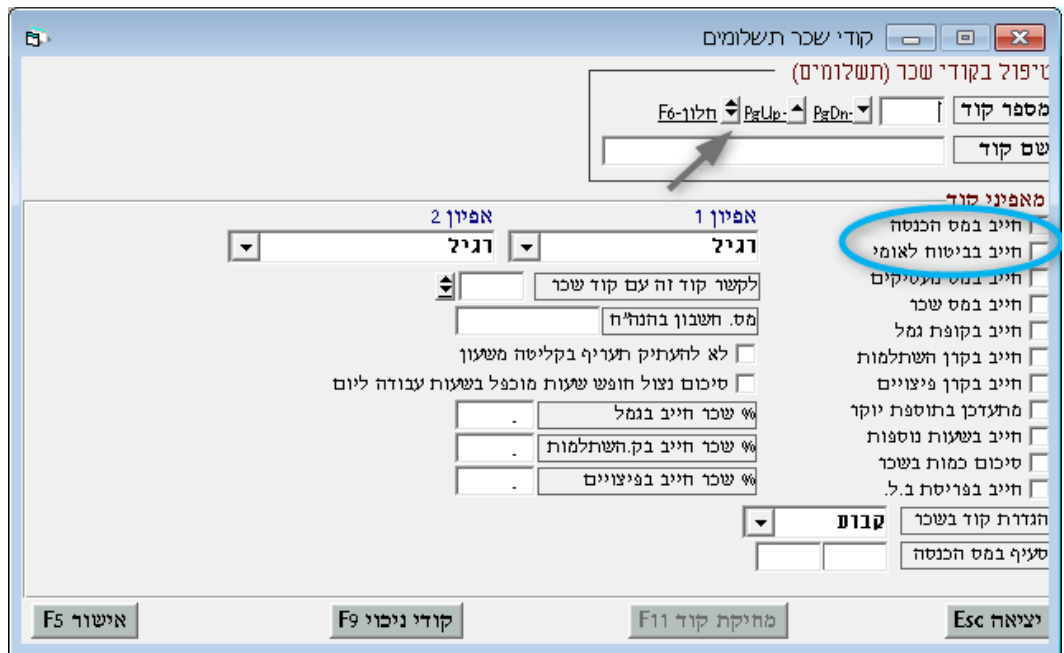 קודי שכר תשלומים
טיפול בקודי שכר (תשלומים)
מספר קוד PgDn- PgUp- חלון-F6
שם קוד
מאפיני קוד
חייב במס הכנסה
חייב בביטוח לאומי
חייב במס מעסיקים
חייב במס שכר
חייב בקופת גמל
חייב בקרן השתלמות
חייב בקרן פיצויים
מתעדכן בתוספת יוקר
חייב בשעות נוספות
סיכום כמות בשכר
חייב בפריסת ב.ל.
הגדרת קוד בשכר קבוע
סעיף במס הכנסה
אפיון 1 אפיון 2
רגיל רגיל
לקשר קוד זה עם קוד שכר
מס. חשבון בהנה"ח
לא להעתיק תעריף בקליטה משעון
סיכום נצול חופש שעות מוכפל בשעות עבודה ליום
% שכר חייב בגמל .
% שכר חייב בק.השתלמות .
% שכר חייב בפיצויים .
יציאה Esc מחיקת קוד F11 קודי ניכוי F9 אישור F5